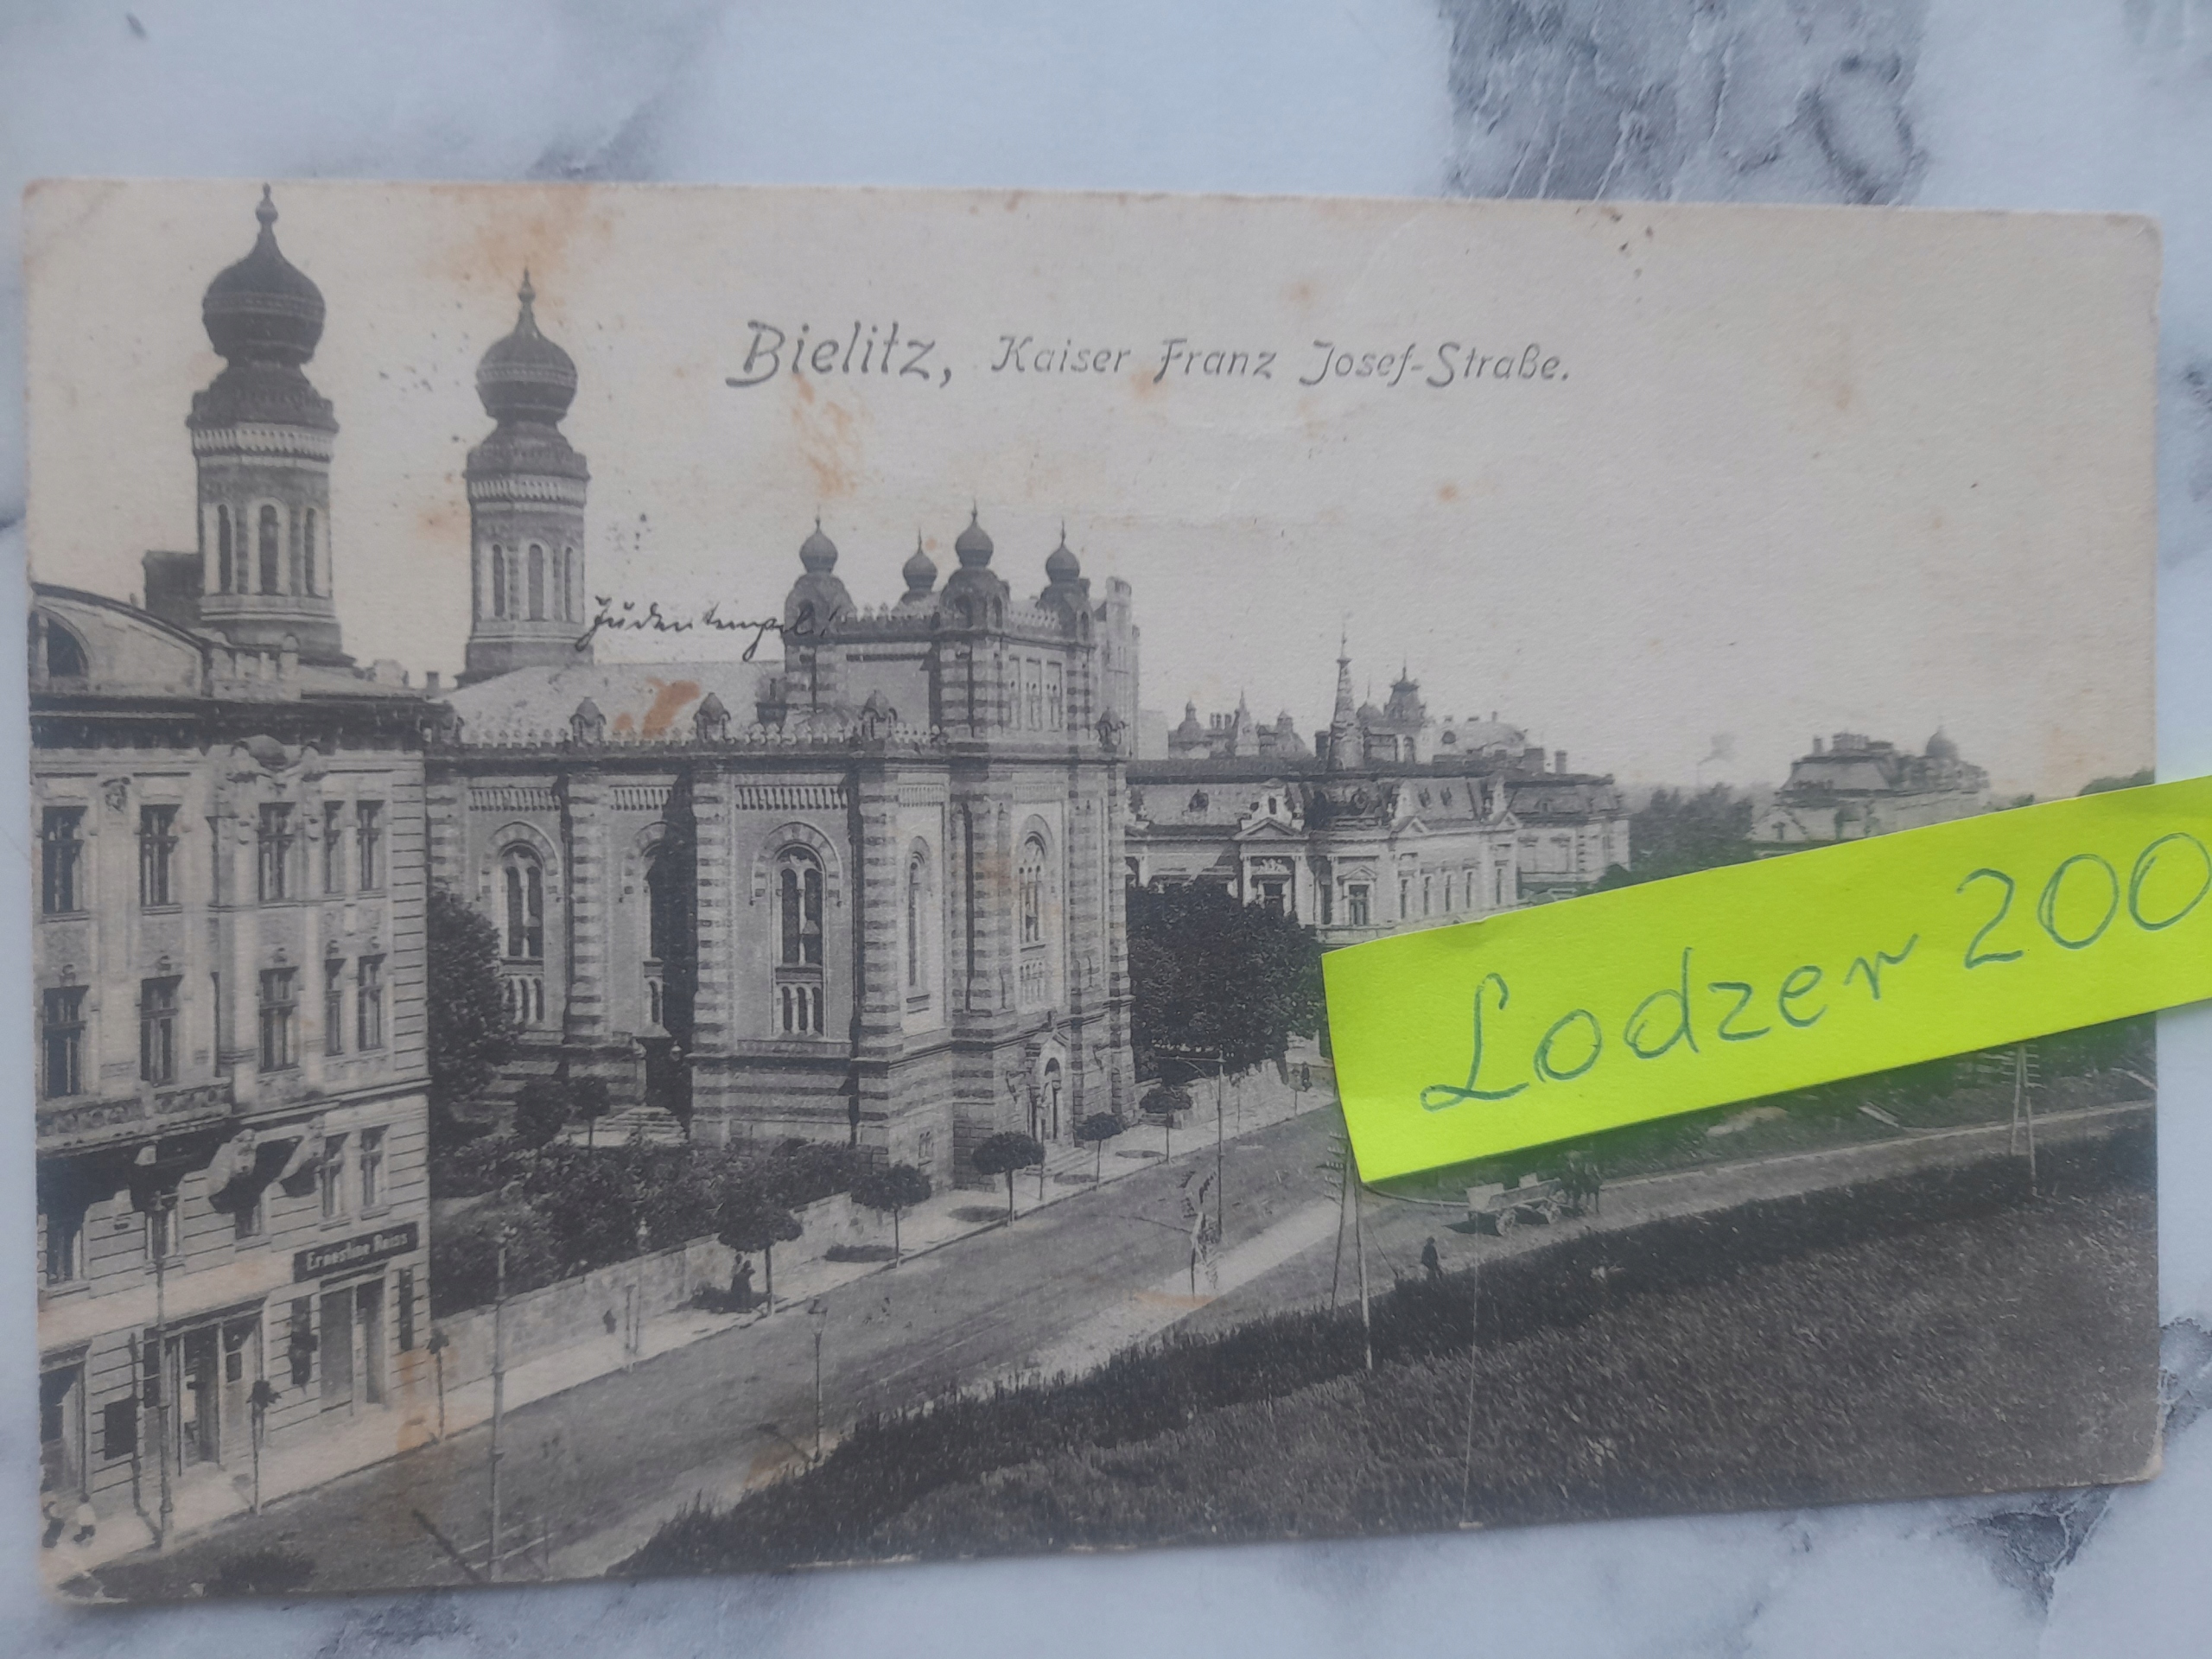 Bielitz, Kaiser Franz Josef-Straße.
Judentempel!
Lodzer 200
Ernestine Reiss